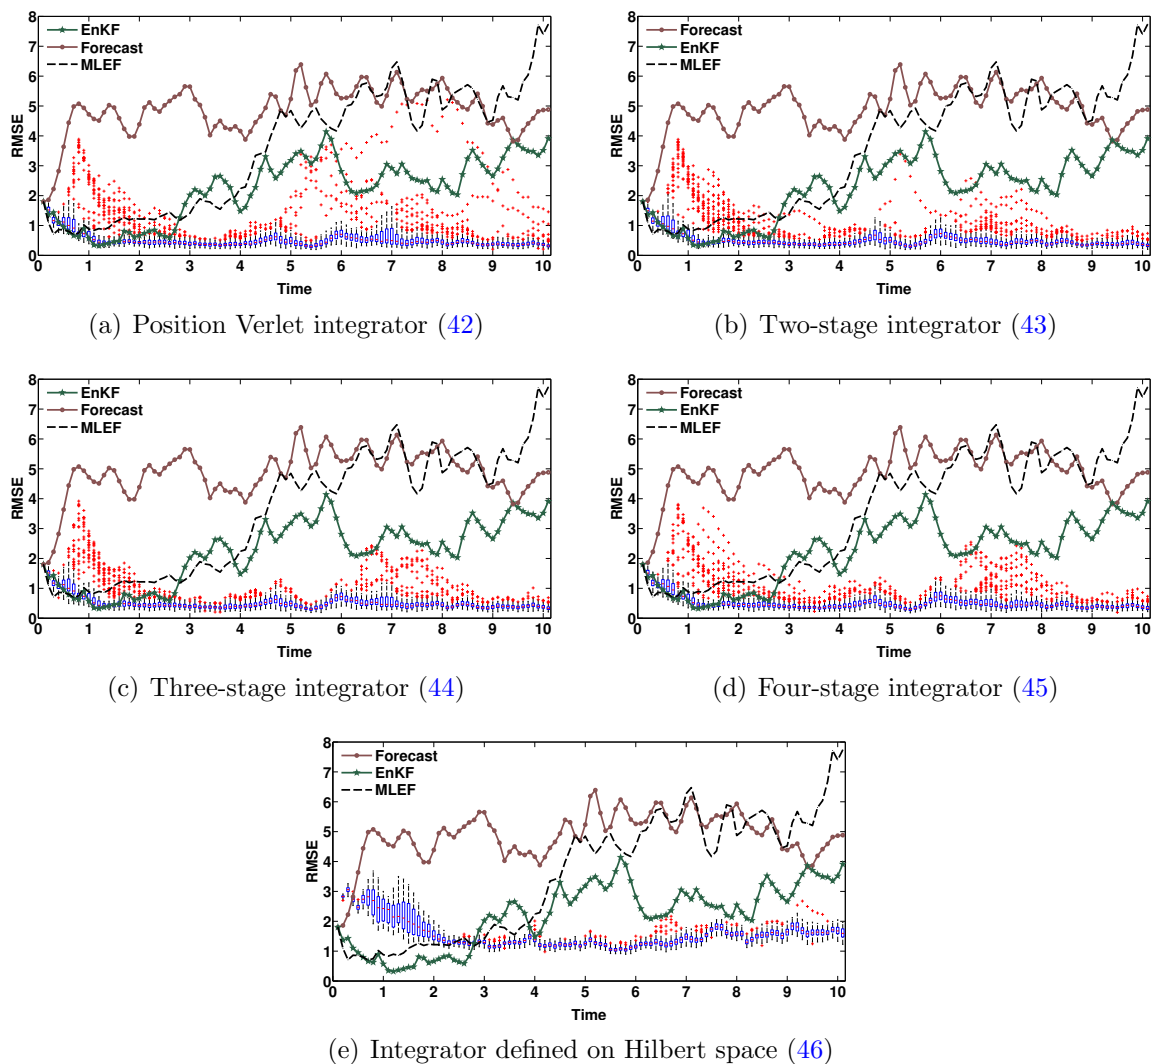 EnKF
Forecast
MLEF
RMSE
8
7
6
5
4
3
2
1
0
0 1 2 3 4 5 6 7 8 9 10
Time
(a) Position Verlet integrator (42)
Forecast
EnKF
MLEF
RMSE
8
7
6
5
4
3
2
1
0
0 1 2 3 4 5 6 7 8 9 10
Time
(b) Two-stage integrator (43)
EnKF
Forecast
MLEF
RMSE
8
7
6
5
4
3
2
1
0
0 1 2 3 4 5 6 7 8 9 10
Time
(c) Three-stage integrator (44)
Forecast
EnKF
MLEF
RMSE
8
7
6
5
4
3
2
1
0
0 1 2 3 4 5 6 7 8 9 10
Time
(d) Four-stage integrator (45)
Forecast
EnKF
MLEF
RMSE
8
7
6
5
4
3
2
1
0
0 1 2 3 4 5 6 7 8 9 10
Time
(e) Integrator defined on Hilbert space (46)